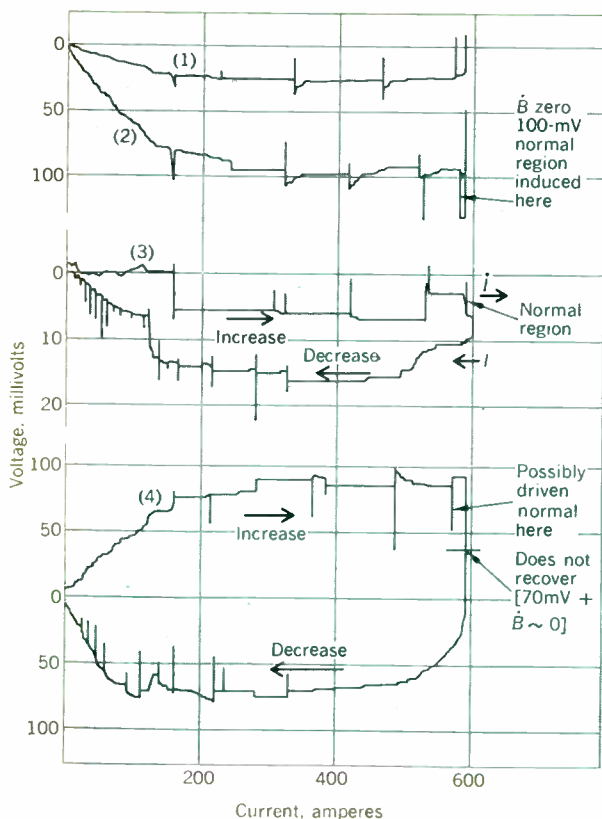 0
50
100
(1)
(2)
Ḃ zero
100-mV
normal
region
induced
here
0
10
20
(3)
Increase
Decrease
i
Normal
region
i
Voltage, millivolts
100
50
0
50
100
(4)
Increase
Decrease
Possibly
driven
normal
here
Does not
recover
[70mV +
Ḃ ~ 0]
200
400
600
Current, amperes